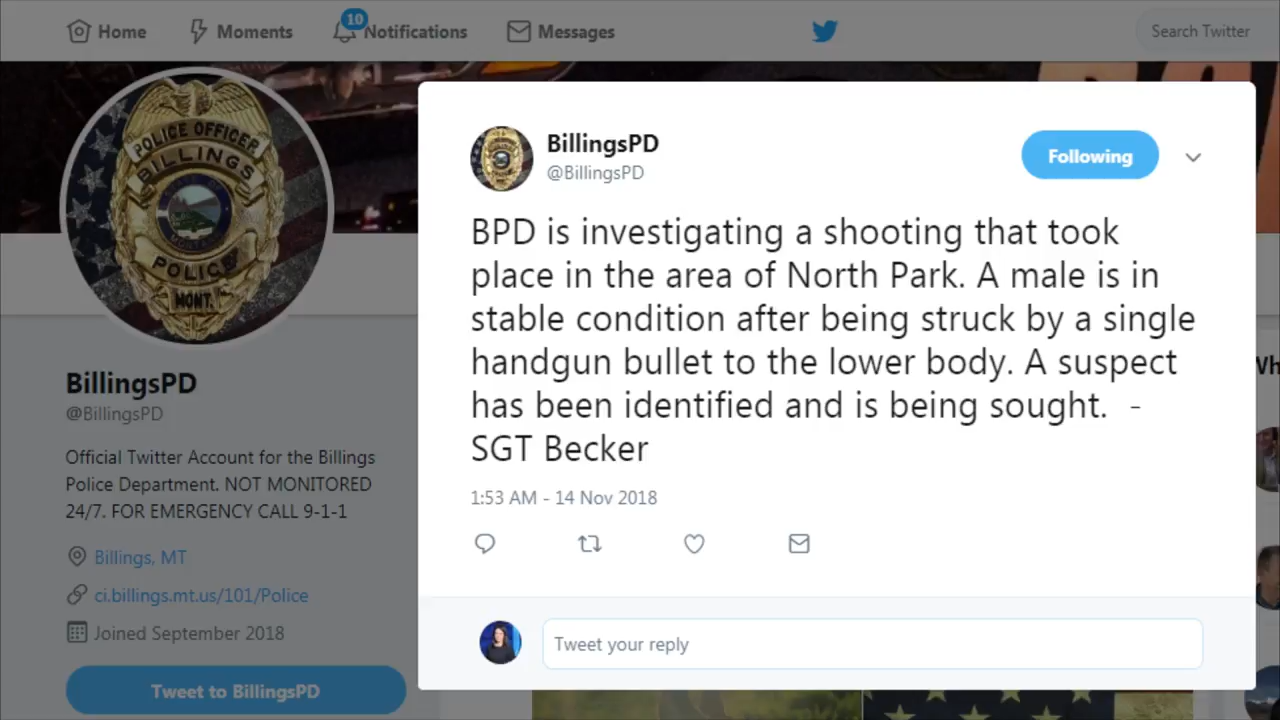 Home
Moments
10
Notifications
Messages
Search Twitter
POLICE OFFICER
BILLINGS
POLICE
MONT.
BillingsPD
@BillingsPD
Official Twitter Account for the Billings
Police Department. NOT MONITORED
24/7. FOR EMERGENCY CALL 9-1-1
Billings, MT
ci.billings.mt.us/101/Police
Joined September 2018
Tweet to BillingsPD
BillingsPD
@BillingsPD
Following
BPD is investigating a shooting that took
place in the area of North Park. A male is in
stable condition after being struck by a single
handgun bullet to the lower body. A suspect
has been identified and is being sought. -
SGT Becker
1:53 AM - 14 Nov 2018
Tweet your reply